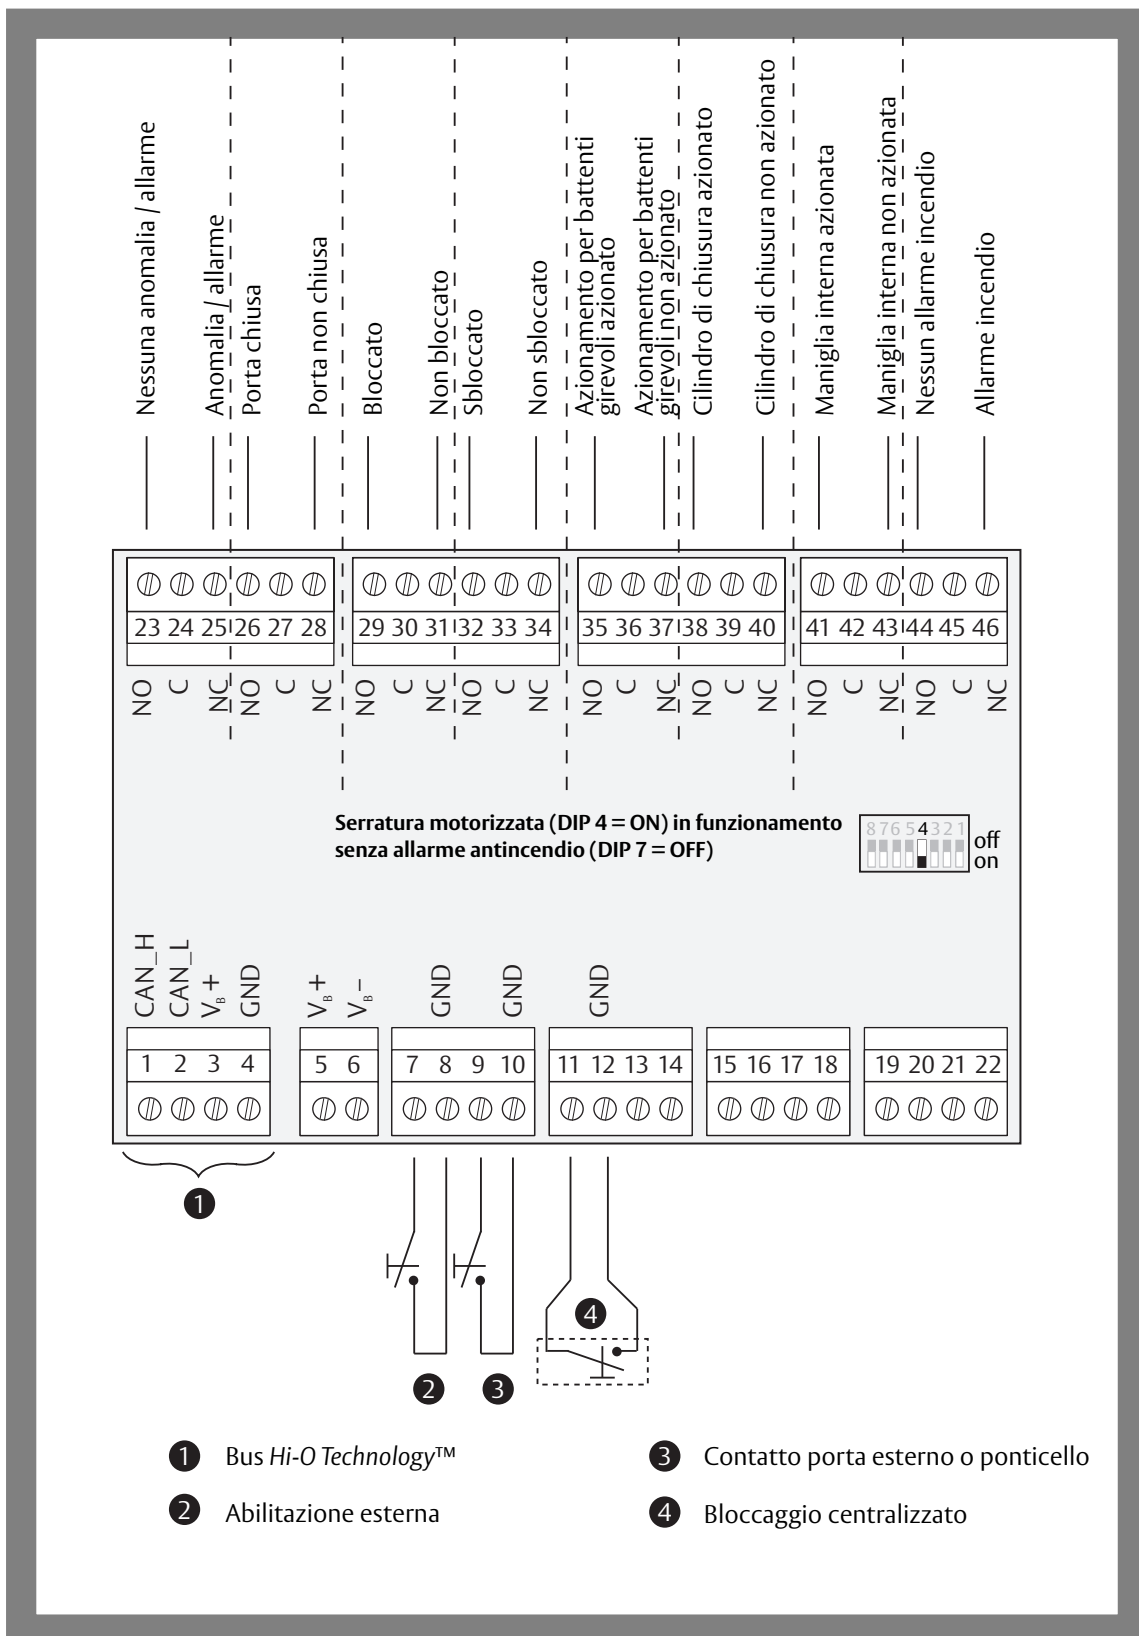 Nessuna anomalia / allarme
Anomalia / allarme
Porta chiusa
Porta non chiusa
Bloccato
Non bloccato
Sbloccato
Non sbloccato
Azionamento per battenti
girevoli azionato
Azionamento per battenti
girevoli non azionato
Cilindro di chiusura azionato
Cilindro di chiusura non azionato
Maniglia interna azionata
Maniglia interna non azionata
Nessun allarme incendio
Allarme incendio
23 24 25 26 27 28 29 30 31 32 33 34 35 36 37 38 39 40 41 42 43 44 45 46
NO C NC NO C NC NO C NC NO C NC NO C NC NO C NC NO C NC NO C NC
Serratura motorizzata (DIP 4 = ON) in funzionamento
senza allarme antincendio (DIP 7 = OFF)
8 7 6 5 4 3 2 1
off
on
CAN_H
CAN_L
VB +
GND
VB +
VB –
GND
GND
GND
1 2 3 4 5 6 7 8 9 10 11 12 13 14 15 16 17 18 19 20 21 22
1
4
2
3
1 Bus Hi-O Technology™
2 Abilitazione esterna
3 Contatto porta esterno o ponticello
4 Bloccaggio centralizzato